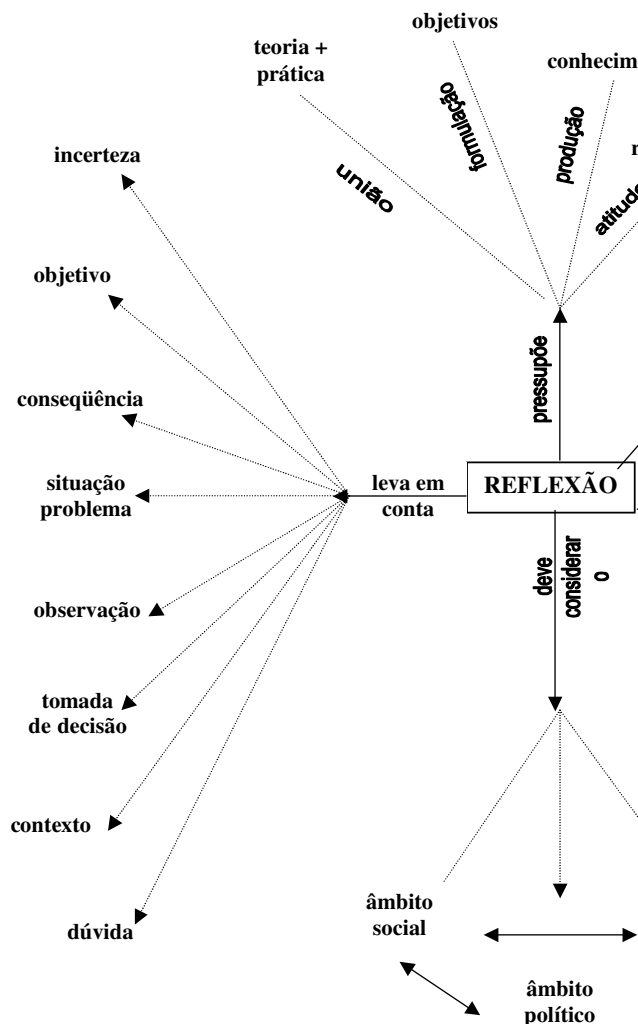 objetivos
teoria +
prática
conhecim
formulação
produção
união
atitude
incerteza
objetivo
conseqüência
situação
problema
observação
tomada
de decisão
contexto
dúvida
pressupõe
leva em
conta
REFLEXÃO
deve
considerar
o
âmbito
social
âmbito
político